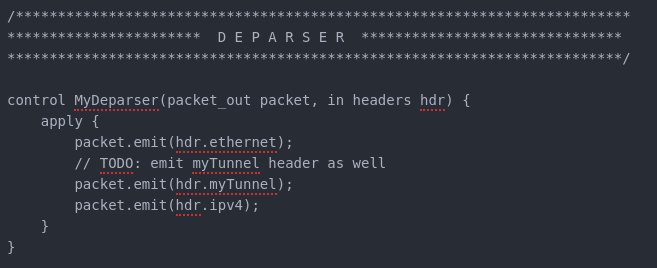 /*************************************************************************
***********************  D E P A R S E R  *******************************
*************************************************************************/
control MyDeparser(packet_out packet, in headers hdr) {
    apply {
        packet.emit(hdr.ethernet);
        // TODO: emit myTunnel header as well
        packet.emit(hdr.myTunnel);
        packet.emit(hdr.ipv4);
    }
}